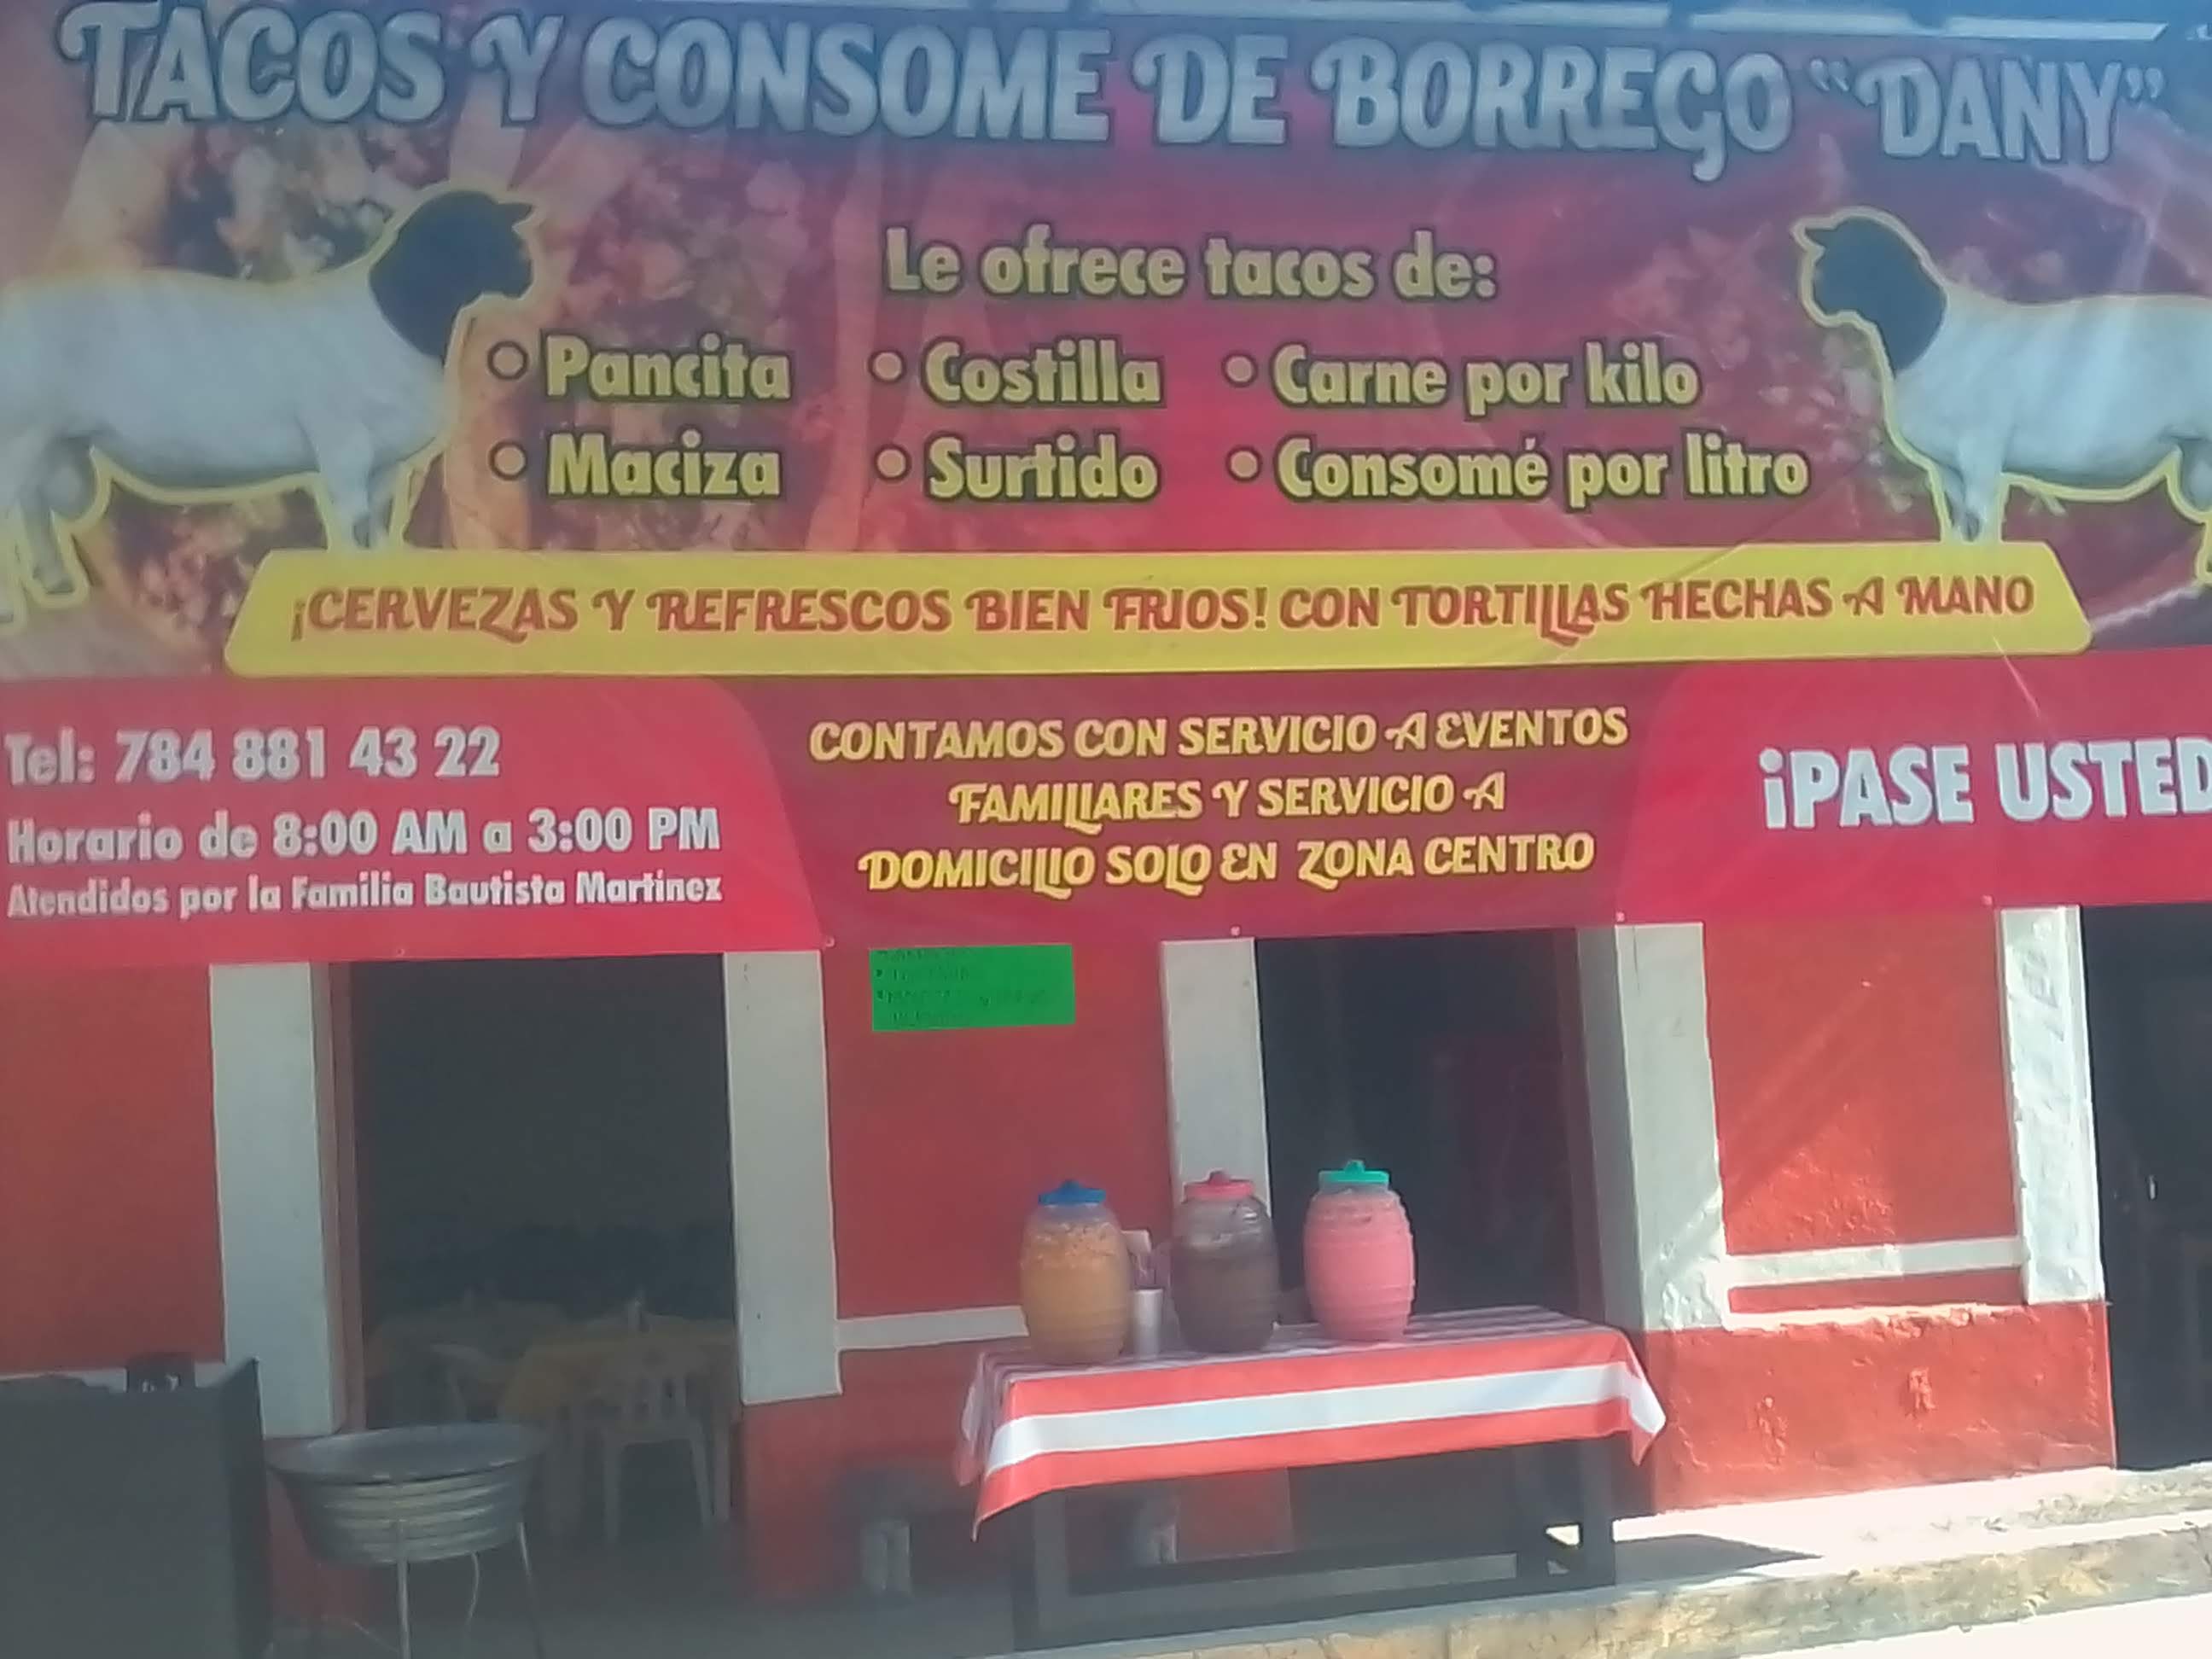 TACOS Y CONSOME DE BORREGO "DANY"
Le ofrece tacos de:
• Pancita • Costilla • Carne por kilo
• Maciza • Surtido • Consomé por litro
¡CERVEZAS Y REFRESCOS BIEN FRIOS! CON TORTILLAS HECHAS A MANO
Tel: 784 881 43 22
Horario de 8:00 AM a 3:00 PM
Atendidos por la Familia Bautista Martínez
CONTAMOS CON SERVICIO A EVENTOS
FAMILIARES Y SERVICIO A
DOMICILIO SOLO EN ZONA CENTRO
¡PASE USTED